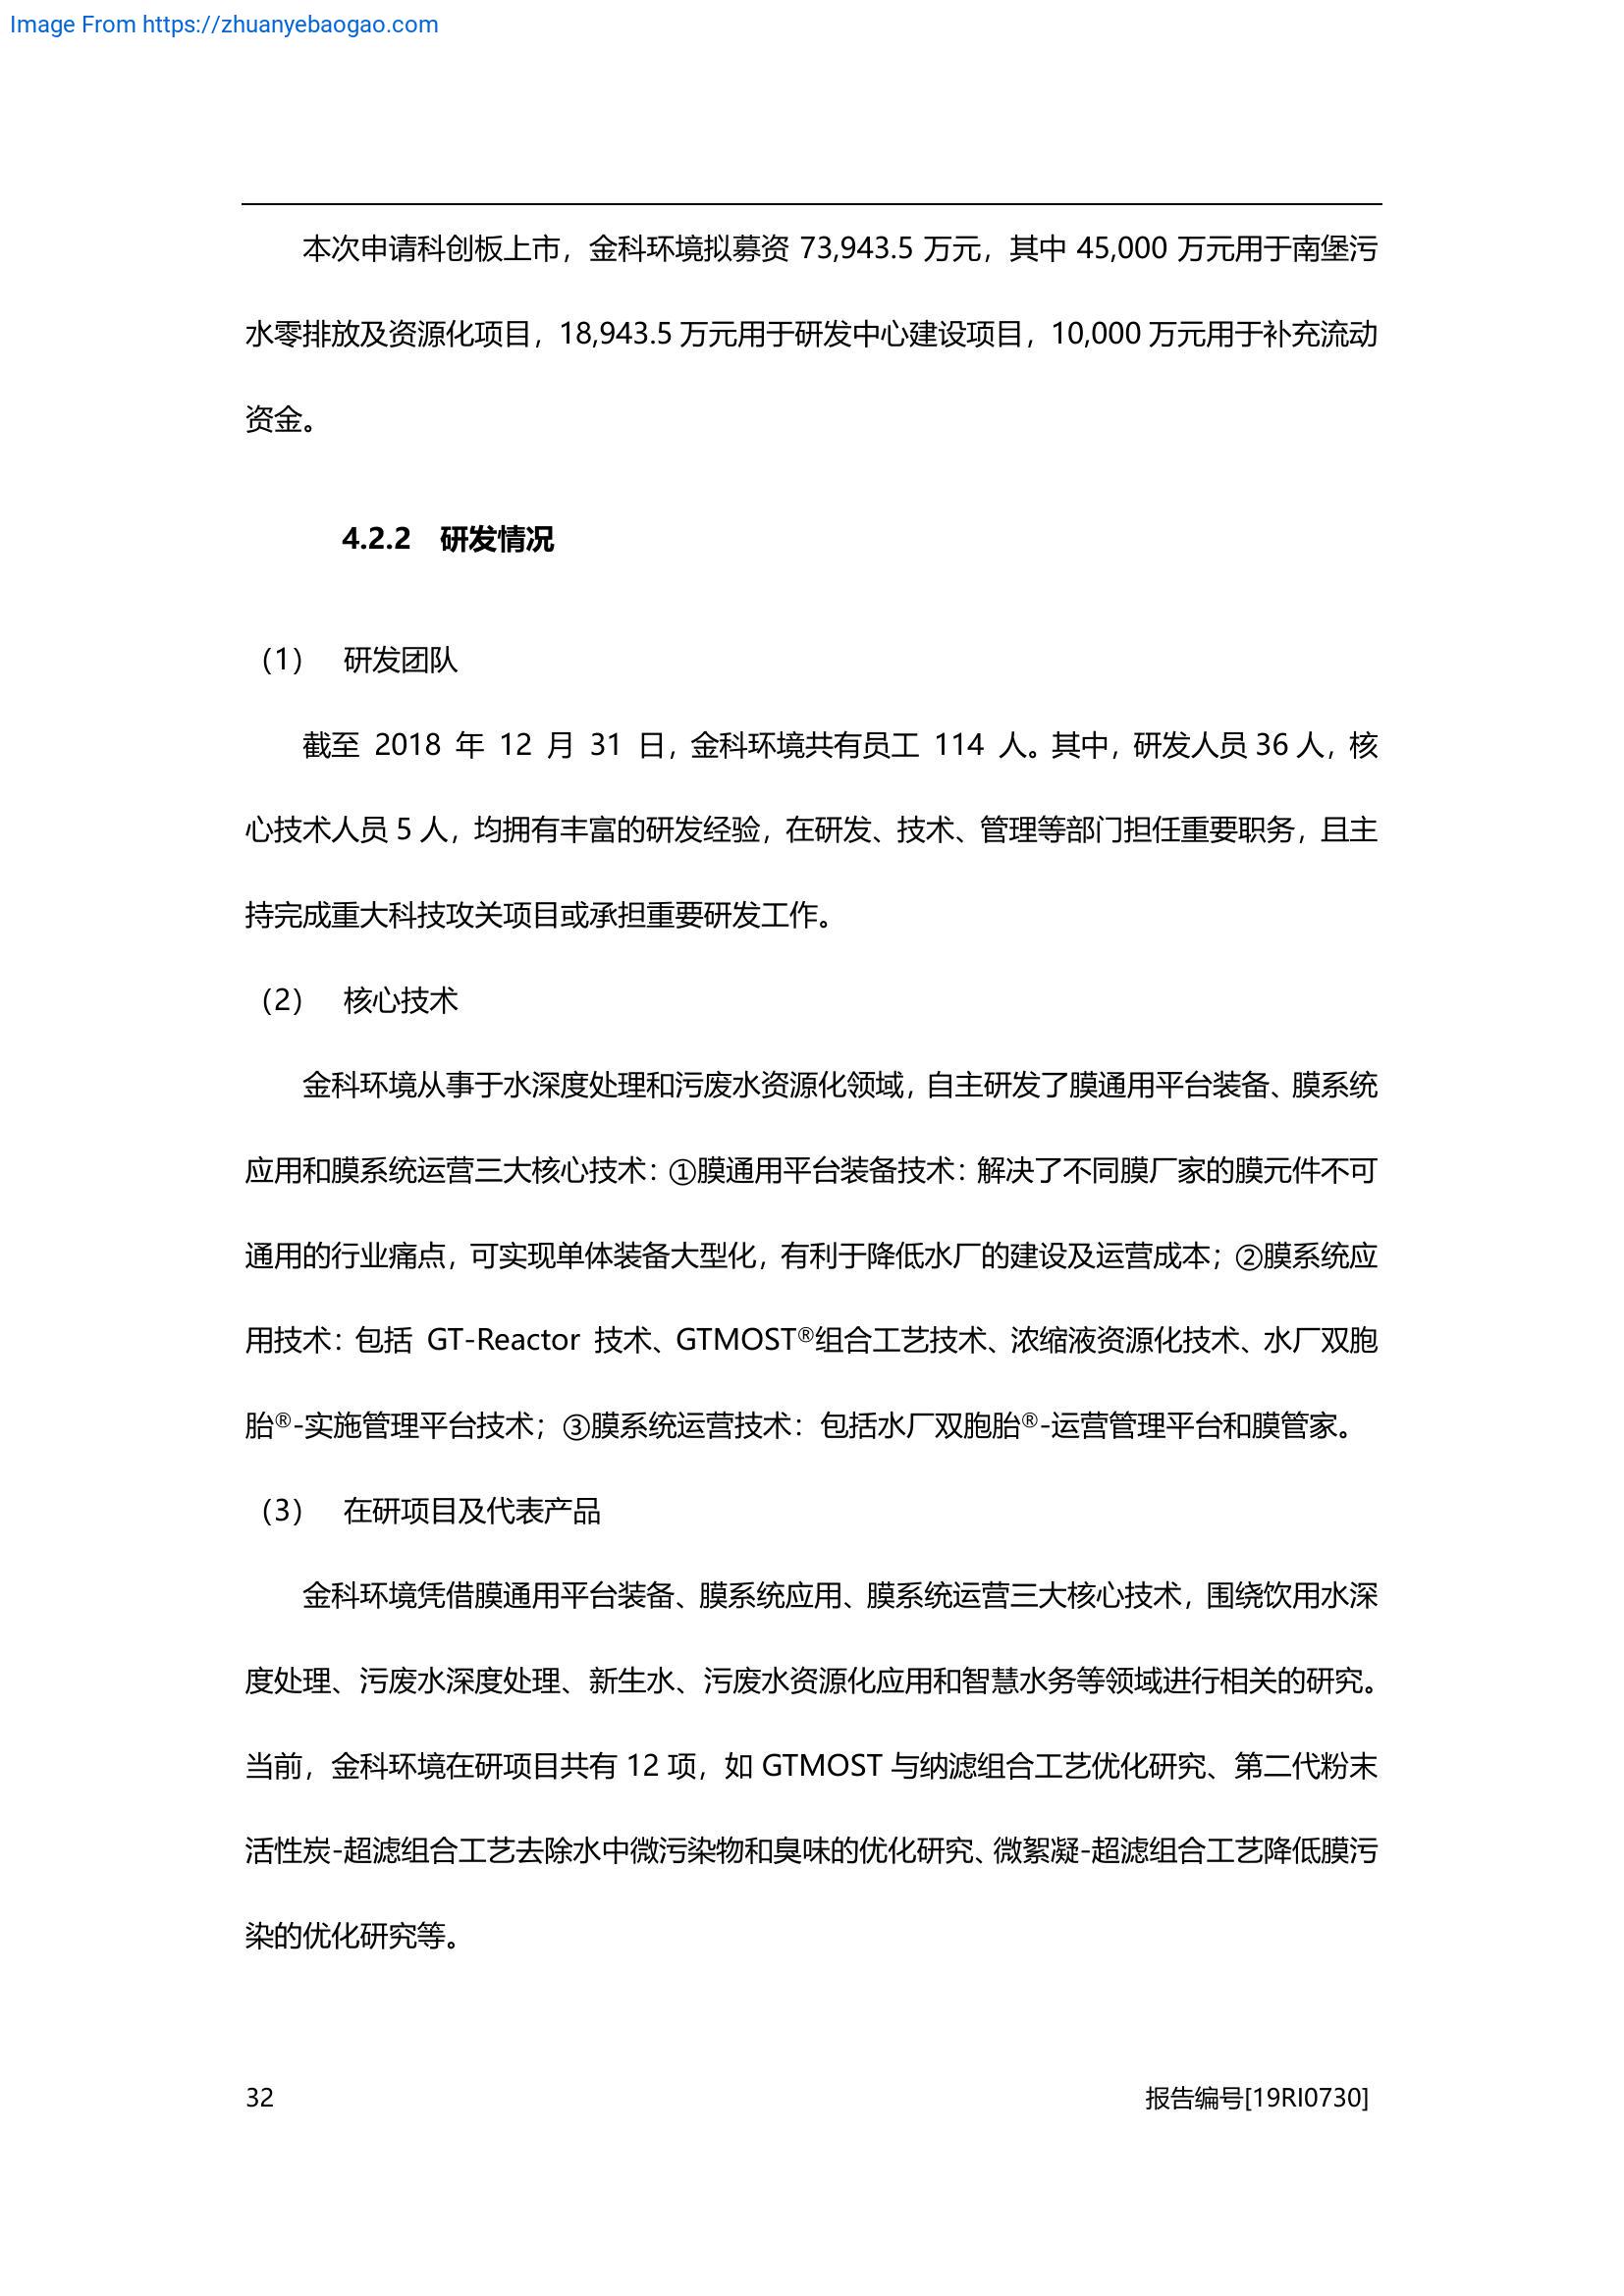 Image From https://zhuanyebaogao.com
本次申请科创板上市，金科环境拟募资 73,943.5 万元，其中 45,000 万元用于南堡污
水零排放及资源化项目，18,943.5 万元用于研发中心建设项目，10,000 万元用于补充流动
资金。
4.2.2 研发情况
（1） 研发团队
截至 2018 年 12 月 31 日，金科环境共有员工 114 人。其中，研发人员 36 人，核
心技术人员 5 人，均拥有丰富的研发经验，在研发、技术、管理等部门担任重要职务，且主
持完成重大科技攻关项目或承担重要研发工作。
（2） 核心技术
金科环境从事于水深度处理和污废水资源化领域，自主研发了膜通用平台装备、膜系统
应用和膜系统运营三大核心技术：①膜通用平台装备技术：解决了不同膜厂家的膜元件不可
通用的行业痛点，可实现单体装备大型化，有利于降低水厂的建设及运营成本；②膜系统应
用技术：包括 GT-Reactor 技术、GTMOST®组合工艺技术、浓缩液资源化技术、水厂双胞
胎®-实施管理平台技术；③膜系统运营技术：包括水厂双胞胎®-运营管理平台和膜管家。
（3） 在研项目及代表产品
金科环境凭借膜通用平台装备、膜系统应用、膜系统运营三大核心技术，围绕饮用水深
度处理、污废水深度处理、新生水、污废水资源化应用和智慧水务等领域进行相关的研究。
当前，金科环境在研项目共有 12 项，如 GTMOST 与纳滤组合工艺优化研究、第二代粉末
活性炭-超滤组合工艺去除水中微污染物和臭味的优化研究、微絮凝-超滤组合工艺降低膜污
染的优化研究等。
32
报告编号[19RI0730]